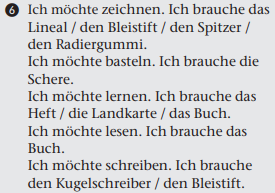 6 Ich möchte zeichnen. Ich brauche das
Lineal / den Bleistift / den Spitzer /
den Radiergummi.
Ich möchte basteln. Ich brauche die
Schere.
Ich möchte lernen. Ich brauche das
Heft / die Landkarte / das Buch.
Ich möchte lesen. Ich brauche das
Buch.
Ich möchte schreiben. Ich brauche
den Kugelschreiber / den Bleistift.